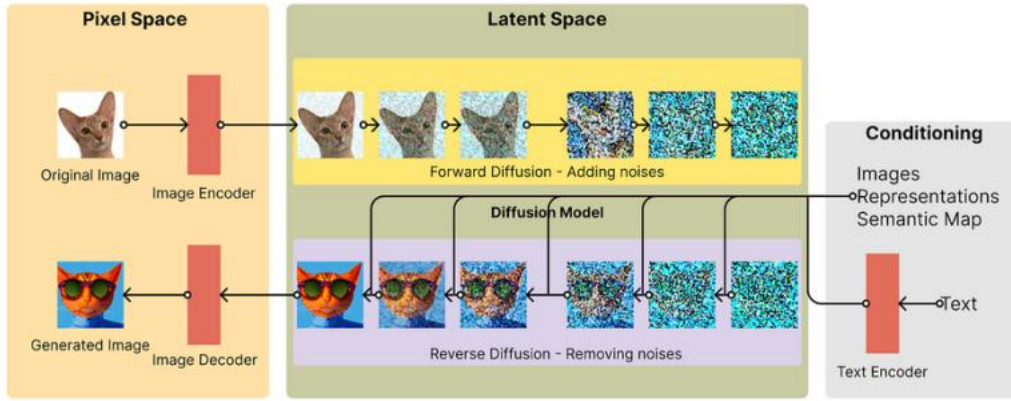 Pixel Space
Latent Space
Original Image
Image Encoder
Forward Diffusion - Adding noises
Conditioning
Images
Representations
Semantic Map
Diffusion Model
Generated Image
Image Decoder
Reverse Diffusion - Removing noises
Text
Text Encoder